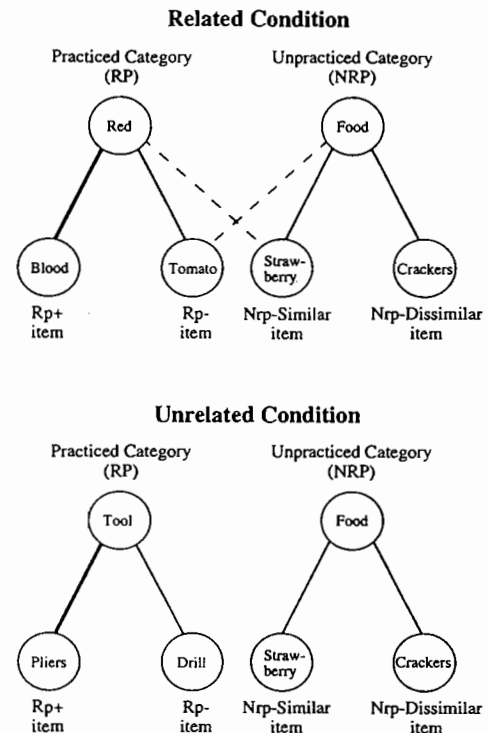 Related Condition
Practiced Category Unpracticed Category
(RP) (NRP)
Red Food
Blood Tomato Straw- Crackers
berry
Rp+ Rp- Nrp-Similar Nrp-Dissimilar
item item item item
Unrelated Condition
Practiced Category Unpracticed Category
(RP) (NRP)
Tool Food
Pliers Drill Straw- Crackers
berry
Rp+ Rp- Nrp-Similar Nrp-Dissimilar
item item item item